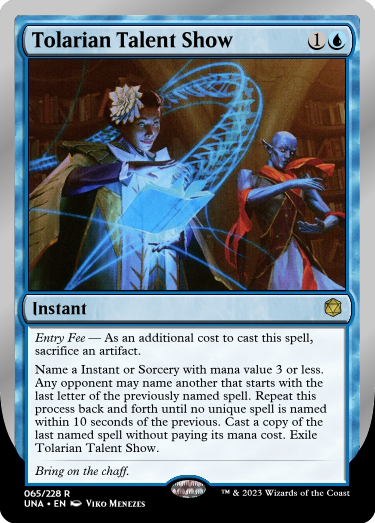 Tolarian Talent Show 1
Instant
Entry Fee — As an additional cost to cast this spell,
sacrifice an artifact.
Name a Instant or Sorcery with mana value 3 or less.
Any opponent may name another that starts with the
last letter of the previously named spell. Repeat this
process back and forth until no unique spell is named
within 10 seconds of the previous. Cast a copy of the
last named spell without paying its mana cost. Exile
Tolarian Talent Show.
Bring on the chaff.
065/228 R
UNA • EN Viko Menezes ™ & 2023 Wizards of the Coast